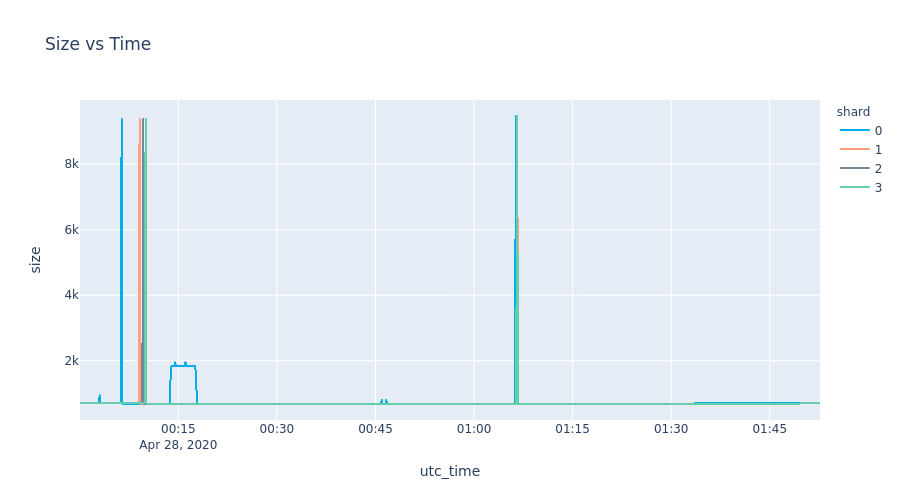 Size vs Time
shard
0
1
2
3
8k
6k
4k
2k
size
00:15
00:30
00:45
01:00
01:15
01:30
01:45
Apr 28, 2020
utc_time